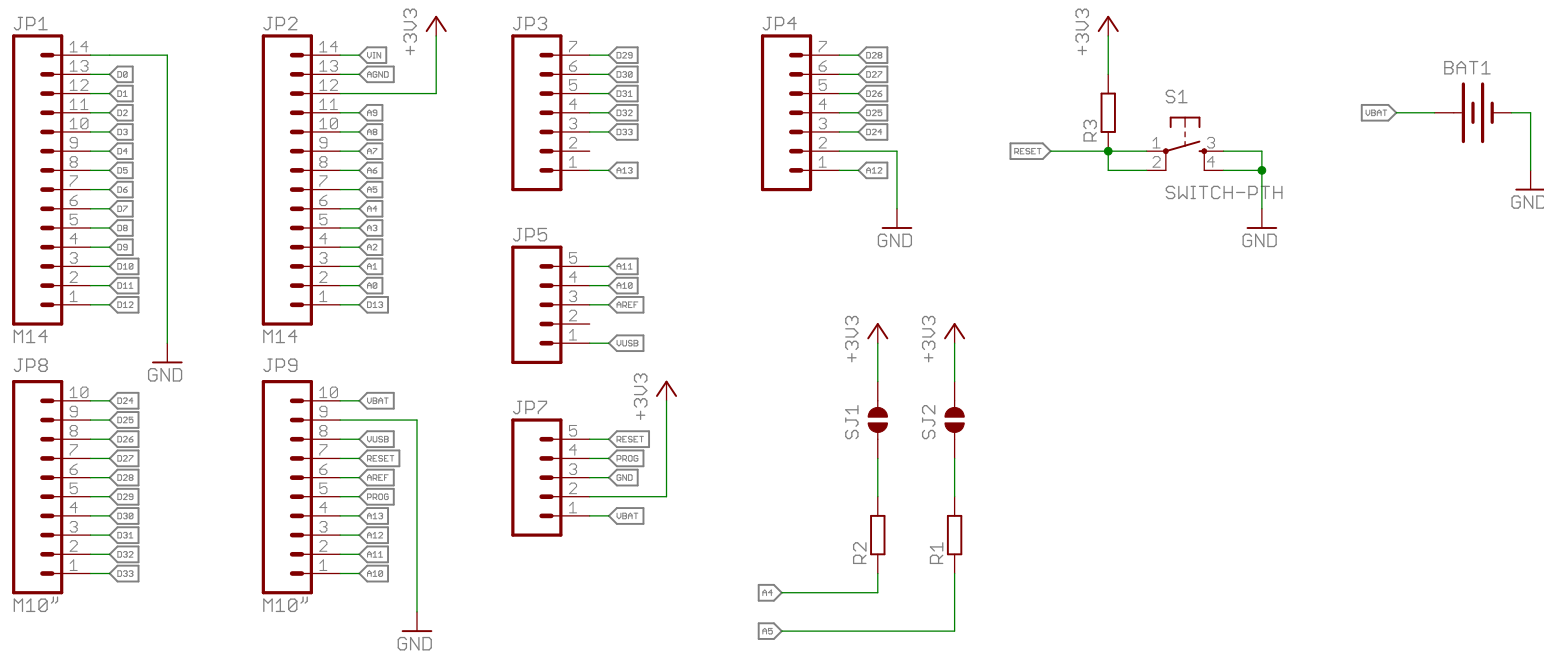 JP1
14
13 D0
12 D1
11 D2
10 D3
9 D4
8 D5
7 D6
6 D7
5 D8
4 D9
3 D10
2 D11
1 D12
M14
GND
JP2
+3V3
14 VIN
13 AGND
12
11 A9
10 A8
9 A7
8 A6
7 A5
6 A4
5 A3
4 A2
3 A1
2 A0
1 D13
M14
JP3
7 D29
6 D30
5 D31
4 D32
3 D33
2
1 A13
JP4
7 D28
6 D27
5 D26
4 D25
3 D24
2
1 A12
GND
+3V3
R3
S1
RESET
1 3
2 4
SWITCH-PTH
GND
BAT1
VBAT
GND
JP5
5 A11
4 A10
3 AREF
2
1 VUSB
JP8
10 D24
9 D25
8 D26
7 D27
6 D28
5 D29
4 D30
3 D31
2 D32
1 D33
M10"
JP9
10 VBAT
9
8 VUSB
7 RESET
6 AREF
5 PROG
4 A13
3 A12
2 A11
1 A10
M10"
GND
JP7
+3V3
5 RESET
4 PROG
3 GND
2
1 VBAT
+3V3
+3V3
SJ1
SJ2
R2
R1
A4
A5